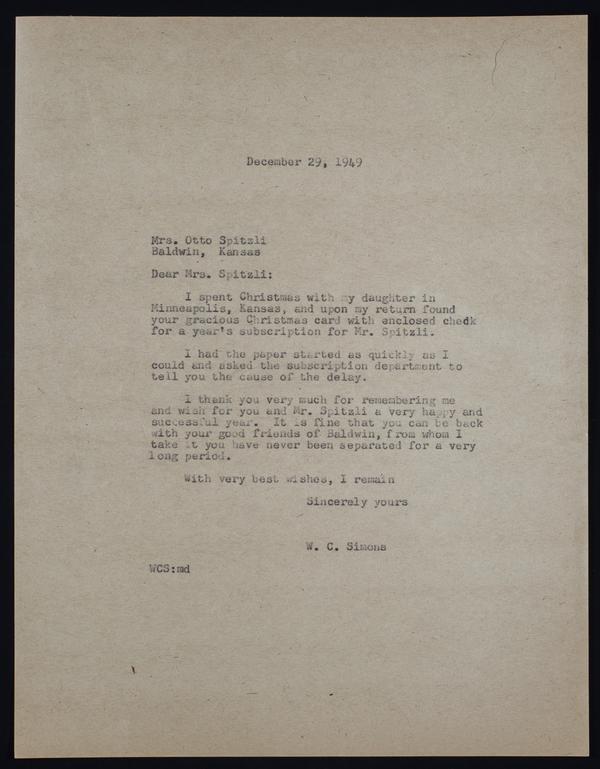 December 29, 1949
Mrs. Otto Spitzli
Baldwin, Kansas
Dear Mrs. Spitzli:
I spent Christmas with my daughter in
Minneapolis, Kansas, and upon my return found
your gracious Christmas card with enclosed chedk
for a year's subscription for Mr. Spitzli.
I had the paper started as quickly as I
could and asked the subscription department to
tell you the cause of the delay.
I thank you very much for remembering me
and wish for you and Mr. Spitzli a very happy and
successful year. It is fine that you can be back
with your good friends of Baldwin, from whom I
take it you have never been separated for a very
long period.
With very best wishes, I remain
Sincerely yours
W. C. Simons
WCS:md